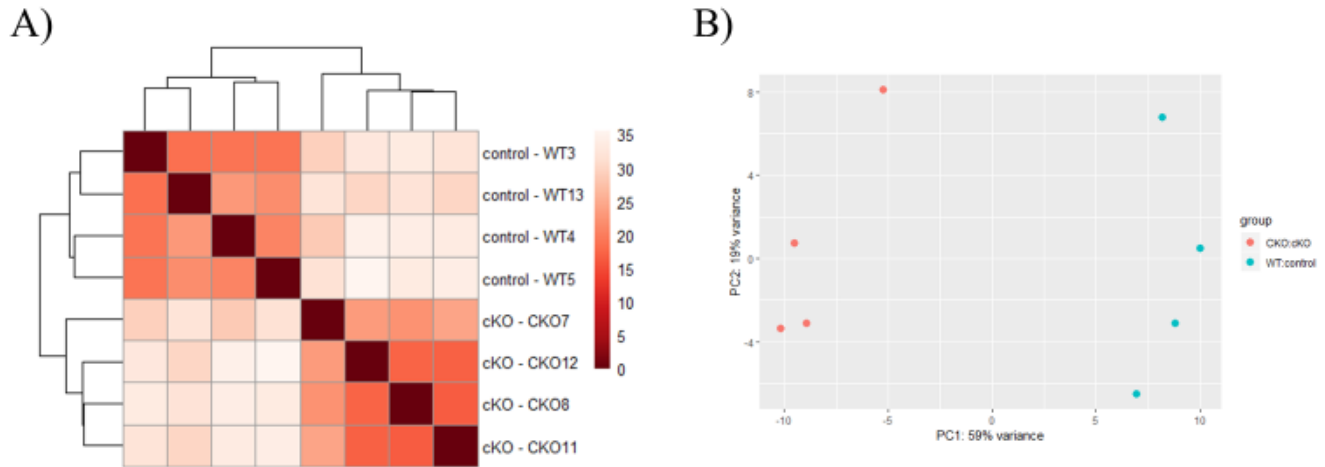 A)
35
30
25
20
15
10
5
0
control - WT3
control - WT13
control - WT4
control - WT5
cKO - CKO7
cKO - CKO12
cKO - CKO8
cKO - CKO11
B)
8
4
0
-4
PC2: 19% variance
-10
-5
0
5
10
PC1: 59% variance
group
CKO:cKO
WT:control